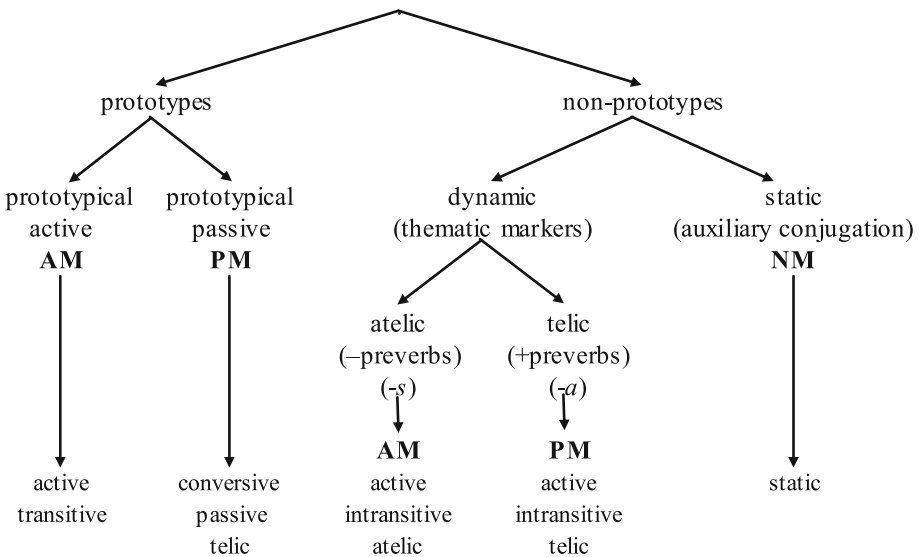 prototypes
non-prototypes
prototypical
active
AM
prototypical
passive
PM
dynamic
(thematic markers)
static
(auxiliary conjugation)
NM
atelic
(–preverbs)
(-s)
telic
(+preverbs)
(-a)
AM
PM
active
transitive
conversive
passive
telic
active
intransitive
atelic
active
intransitive
telic
static